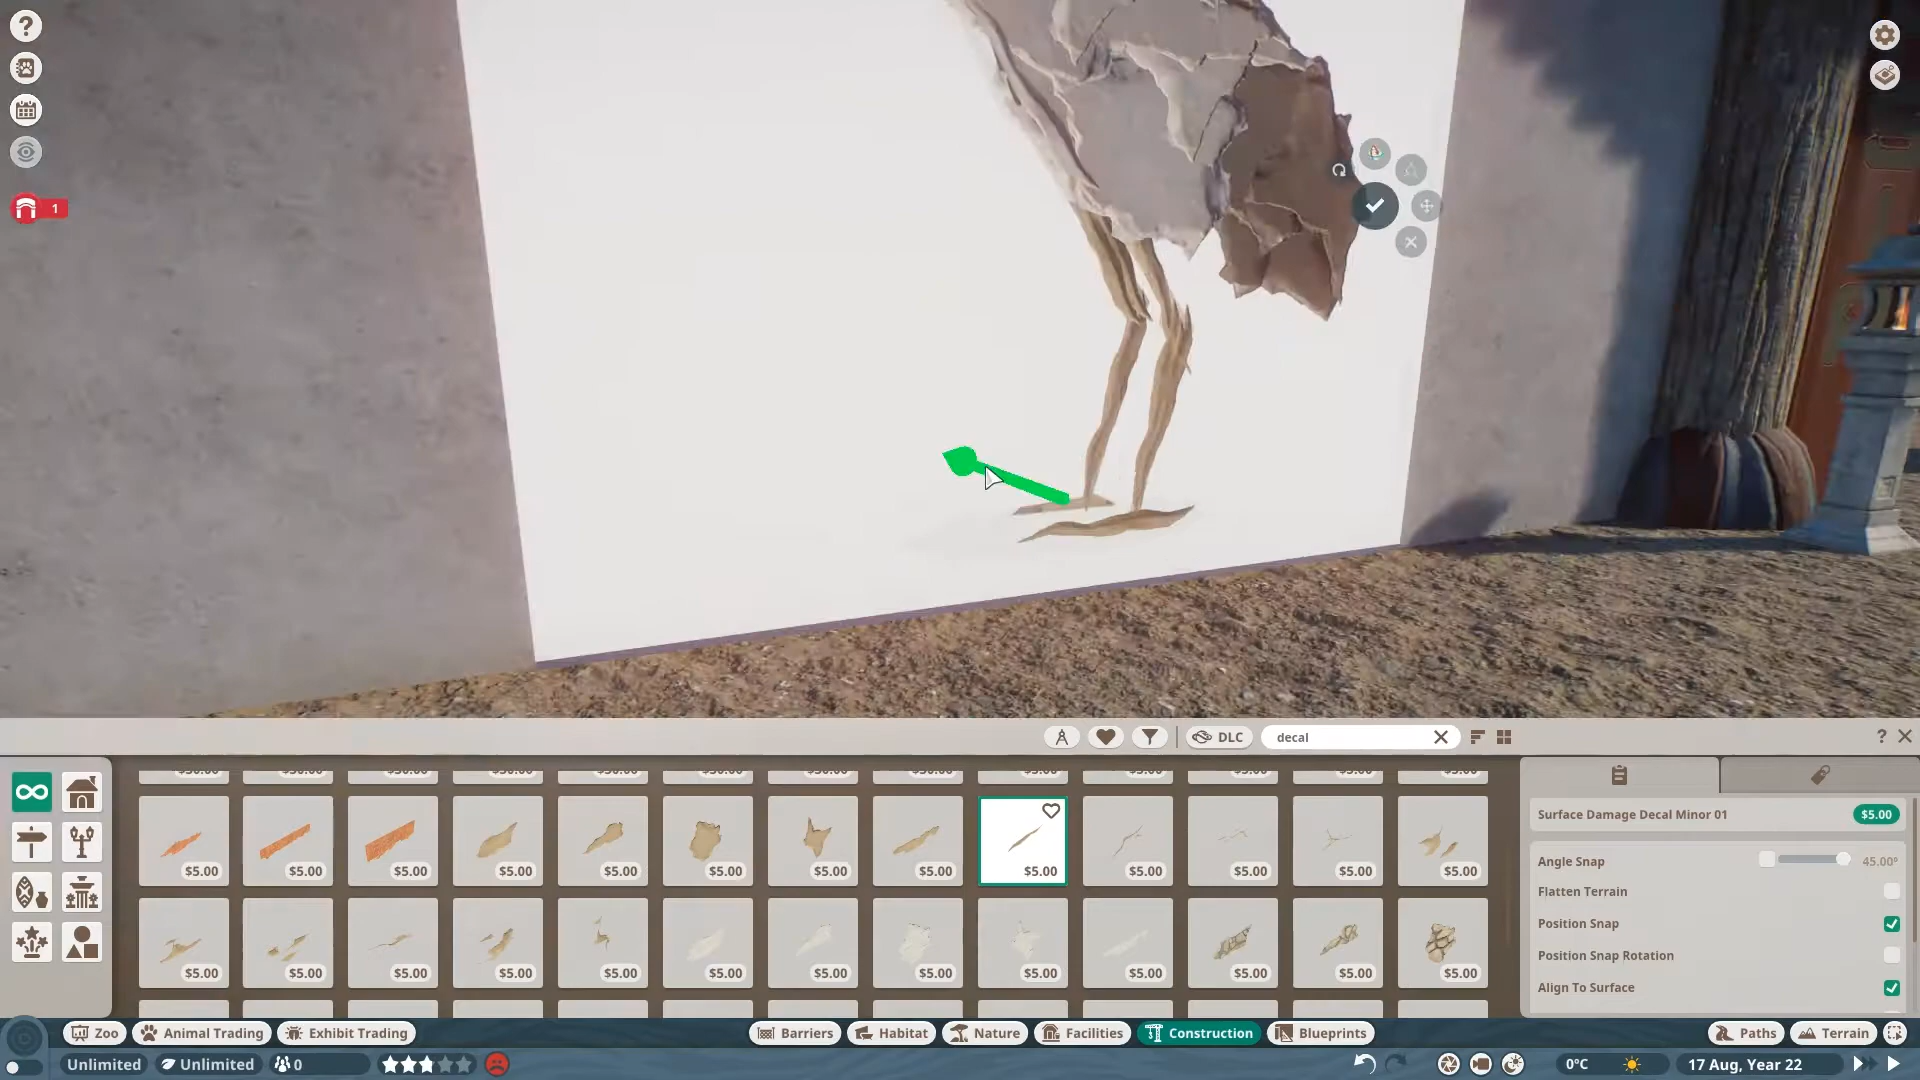 ?
1
DLC
decal
?
$5.00 $5.00 $5.00 $5.00 $5.00 $5.00 $5.00 $5.00 $5.00 $5.00 $5.00 $5.00 $5.00
$5.00 $5.00 $5.00 $5.00 $5.00 $5.00 $5.00 $5.00 $5.00 $5.00 $5.00 $5.00 $5.00
Surface Damage Decal Minor 01 $5.00
Angle Snap 45.00°
Flatten Terrain
Position Snap
Position Snap Rotation
Align To Surface
Zoo Animal Trading Exhibit Trading Barriers Habitat Nature Facilities Construction Blueprints Paths Terrain
Unlimited Unlimited 0 0°C 17 Aug, Year 22